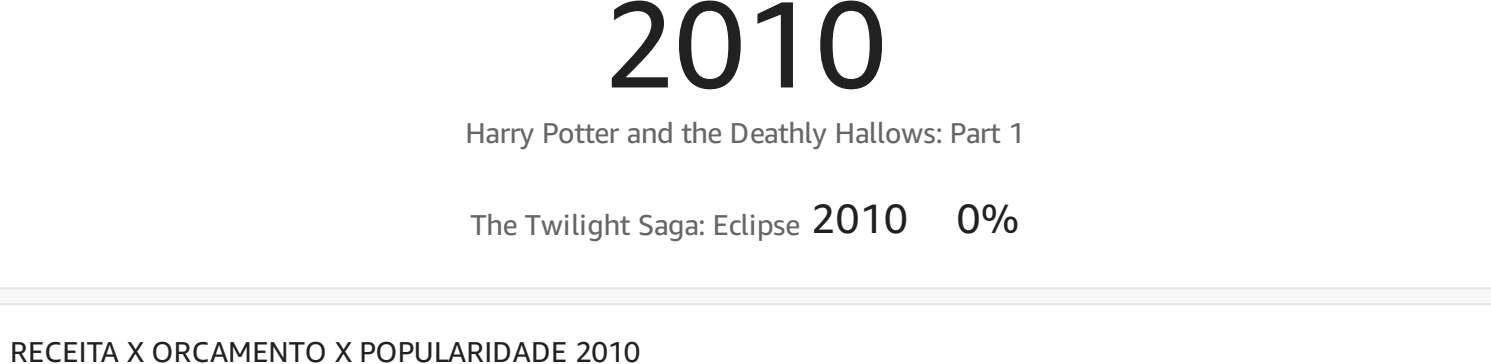 2010
Harry Potter and the Deathly Hallows: Part 1
The Twilight Saga: Eclipse 2010 0%
RECEITA X ORCAMENTO X POPULARIDADE 2010